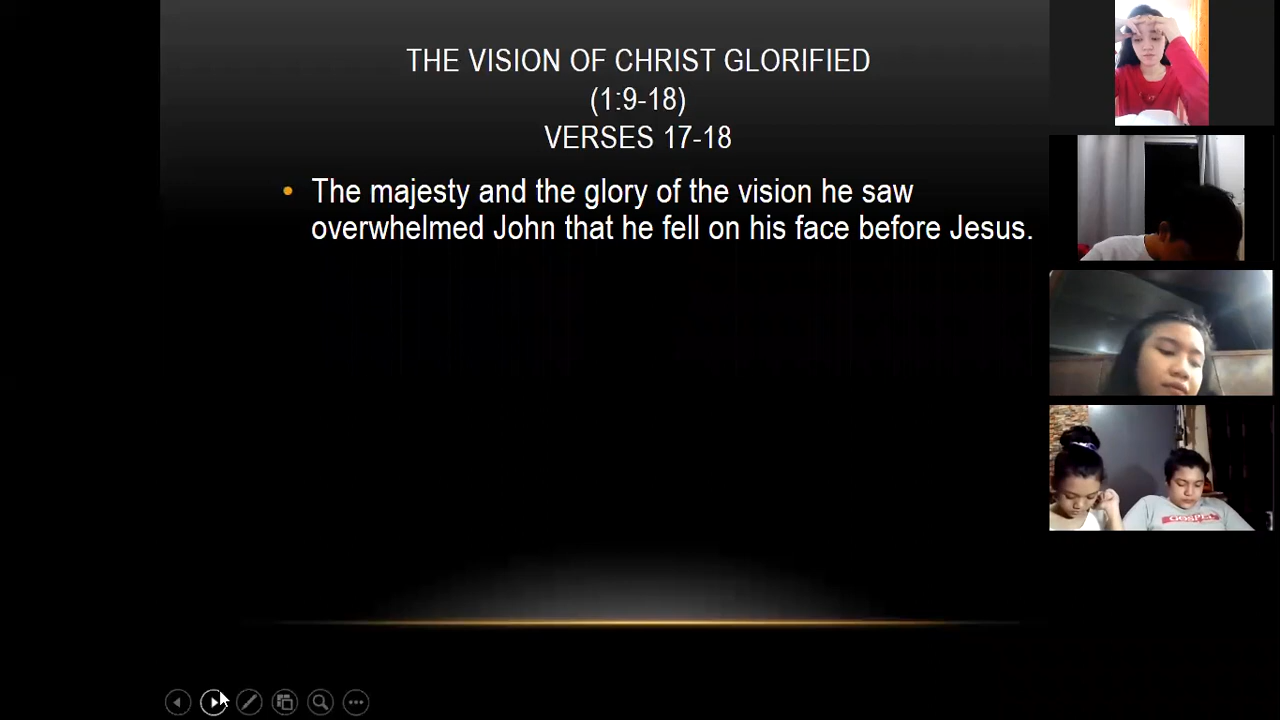 THE VISION OF CHRIST GLORIFIED
(1:9-18)
VERSES 17-18
• The majesty and the glory of the vision he saw
overwhelmed John that he fell on his face before Jesus.
GOSPEL